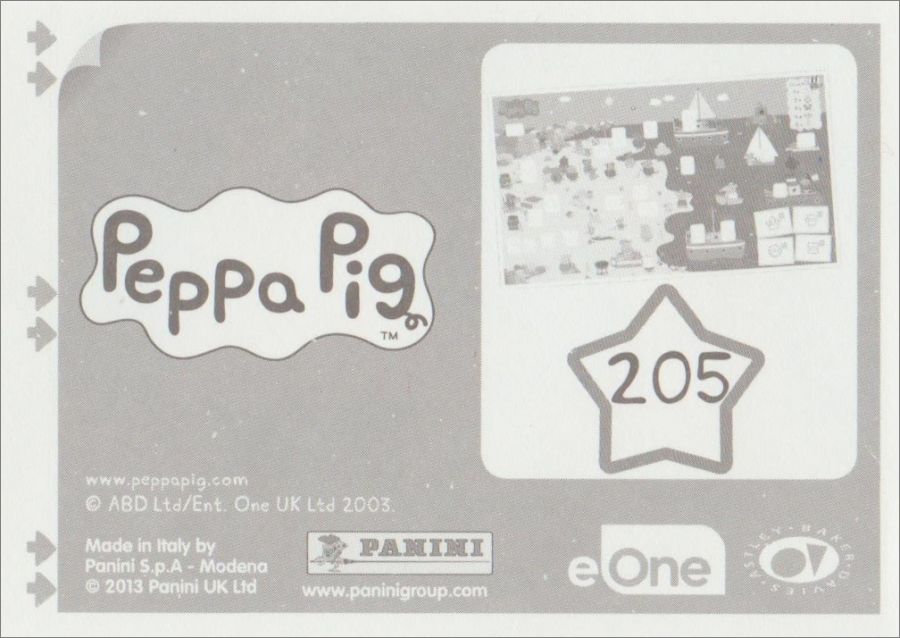 Peppa Pig
TM
205
www.peppapig.com
© ABD Ltd/Ent. One UK Ltd 2003.
Made in Italy by
Panini S.p.A - Modena
© 2013 Panini UK Ltd
PANINI
www.paninigroup.com
eOne
ASTLEY · BAKER · DAVIES ·